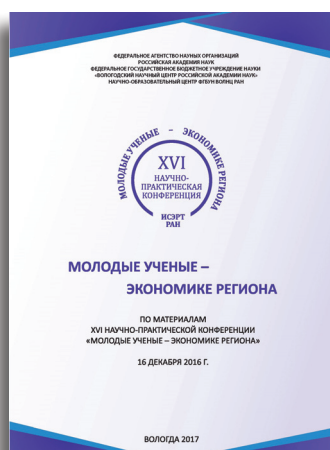 ФЕДЕРАЛЬНОЕ АГЕНТСТВО НАУЧНЫХ ОРГАНИЗАЦИЙ
РОССИЙСКАЯ АКАДЕМИЯ НАУК
ФЕДЕРАЛЬНОЕ ГОСУДАРСТВЕННОЕ БЮДЖЕТНОЕ УЧРЕЖДЕНИЕ НАУКИ
«ВОЛОГОДСКИЙ НАУЧНЫЙ ЦЕНТР РОССИЙСКОЙ АКАДЕМИИ НАУК»
НАУЧНО-ОБРАЗОВАТЕЛЬНЫЙ ЦЕНТР ФГБУН ВОЛНЦ РАН
МОЛОДЫЕ УЧЕНЫЕ – ЭКОНОМИКЕ РЕГИОНА
XVI
НАУЧНО-
ПРАКТИЧЕСКАЯ
КОНФЕРЕНЦИЯ
ИСЭРТ
РАН
МОЛОДЫЕ УЧЕНЫЕ –
ЭКОНОМИКЕ РЕГИОНА
ПО МАТЕРИАЛАМ
XVI НАУЧНО-ПРАКТИЧЕСКОЙ КОНФЕРЕНЦИИ
«МОЛОДЫЕ УЧЕНЫЕ – ЭКОНОМИКЕ РЕГИОНА»
16 ДЕКАБРЯ 2016 Г.
ВОЛОГДА 2017